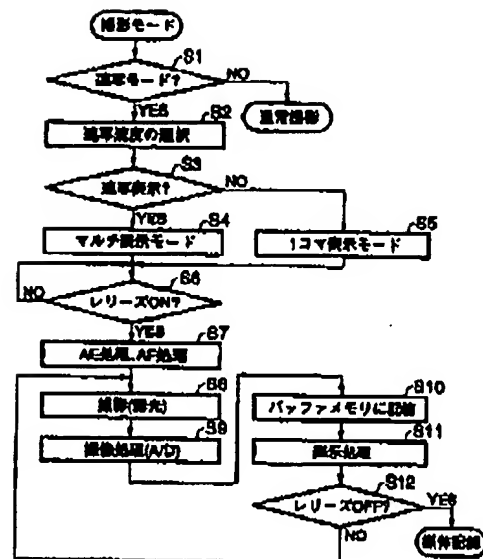 撮影モード
S1
連写モード?
NO
YES
通常撮影
S2
連写速度の選択
S3
連写表示?
NO
YES
S4
マルチ表示モード
S5
1コマ表示モード
S6
レリーズON?
NO
YES
S7
AE処理、AF処理
S8
撮影(露光)
S9
撮像処理(A/D)
S10
バッファメモリに記録
S11
表示処理
S12
レリーズOFF?
YES
NO
媒体記録